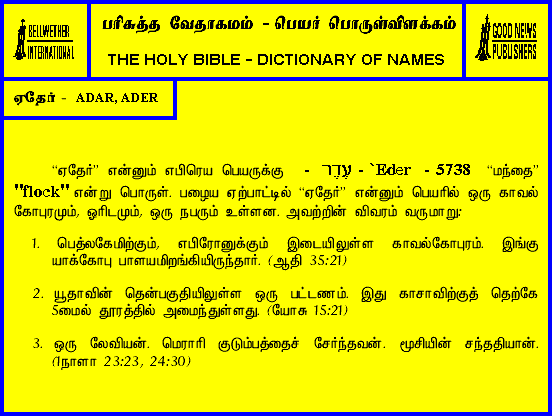 BELLWETHER
INTERNATIONAL
பரிசுத்த வேதாகமம் - பெயர் பொருள்விளக்கம்
THE HOLY BIBLE - DICTIONARY OF NAMES
GOOD NEWS
PUBLISHERS
ஏதேர் - ADAR, ADER
“ஏதேர்” என்னும் எபிரெய பெயருக்கு - עֵדֶר - `Eder - 5738 “மந்தை”
"flock" என்று பொருள். பழைய ஏற்பாட்டில் “ஏதேர்” என்னும் பெயரில் ஒரு காவல்
கோபுரமும், ஓரிடமும், ஒரு நபரும் உள்ளன. அவற்றின் விவரம் வருமாறு:
1. பெத்லகேமிற்கும், எபிரோனுக்கும் இடையிலுள்ள காவல்கோபுரம். இங்கு
யாக்கோபு பாளயமிறங்கியிருந்தார். (ஆதி 35:21)
2. யூதாவின் தென்பகுதியிலுள்ள ஒரு பட்டணம். இது காசாவிற்குத் தெற்கே
5மைல் தூரத்தில் அமைந்துள்ளது. (யோசு 15:21)
3. ஒரு லேவியன். மெராரி குடும்பத்தைச் சேர்ந்தவன். மூசியின் சந்ததியான்.
(1நாளா 23:23, 24:30)